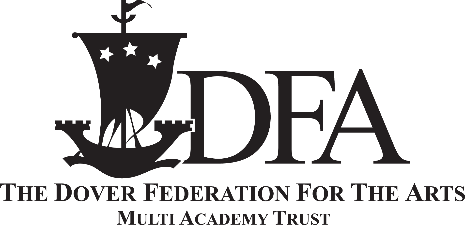 DFA
THE DOVER FEDERATION FOR THE ARTS
MULTI ACADEMY TRUST